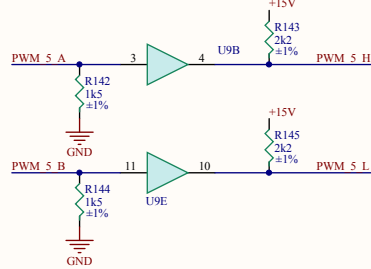 +15V
R143
2k2
±1%
U9B
PWM_5_A
3
4
PWM_5_H
R142
1k5
±1%
GND
+15V
R145
2k2
±1%
PWM_5_B
11
10
PWM_5_L
R144
1k5
±1%
U9E
GND